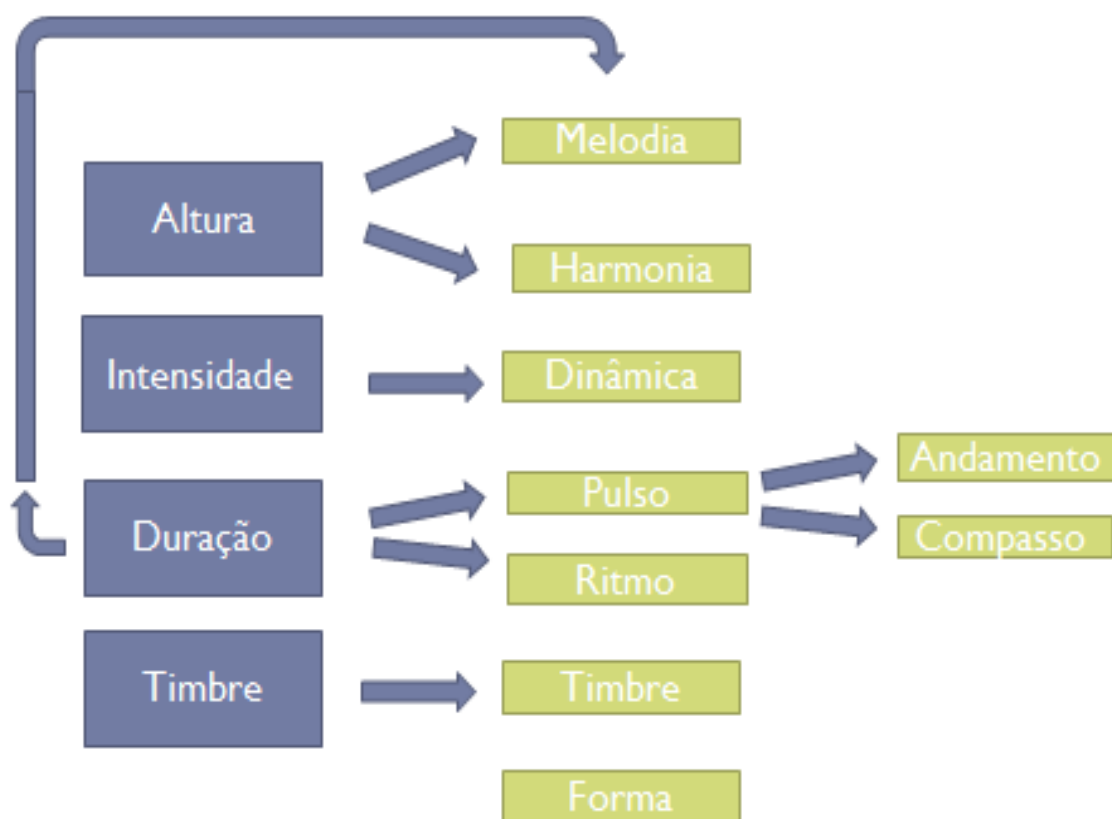 Melodia
Altura
Harmonia
Intensidade
Dinâmica
Andamento
Pulso
Duração
Compasso
Ritmo
Timbre
Timbre
Forma